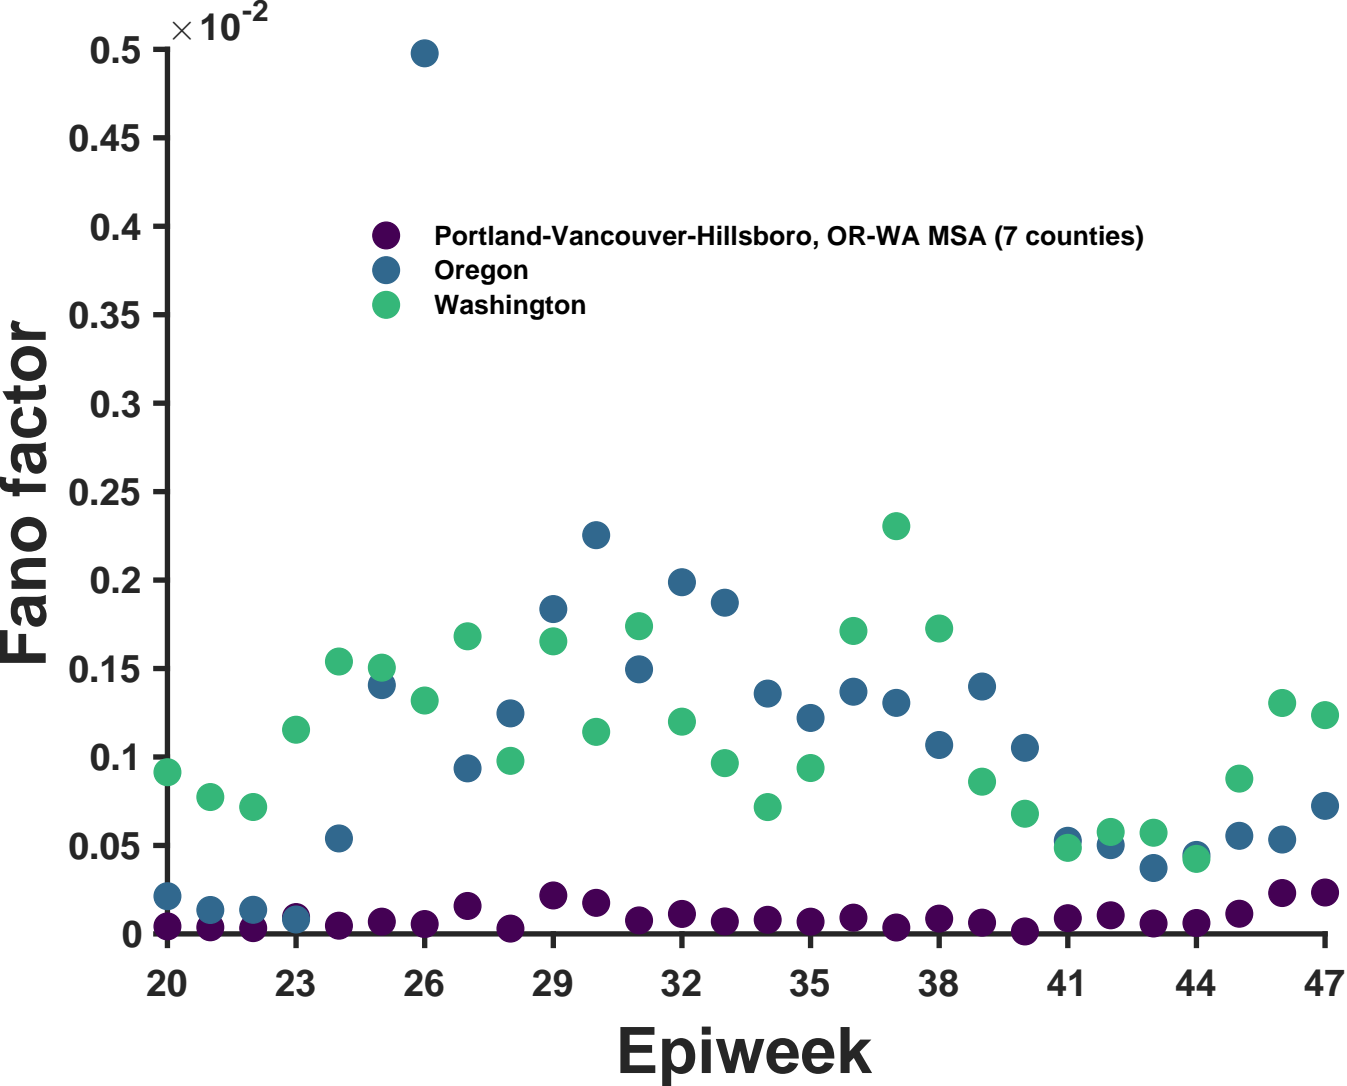 ×10-2
0.5
0.45
0.4
0.35
0.3
0.25
0.2
0.15
0.1
0.05
0
Fano factor
Portland-Vancouver-Hillsboro, OR-WA MSA (7 counties)
Oregon
Washington
20 23 26 29 32 35 38 41 44 47
Epiweek